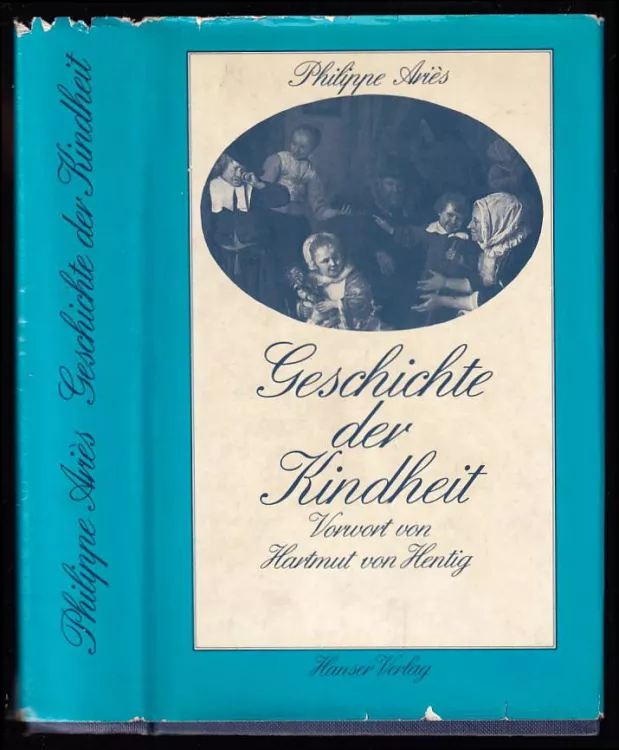 Philippe Ariès Geschichte der Kindheit
Philippe Ariès
Geschichte
der
Kindheit
Vorwort von
Hartmut von Hentig
Hanser Verlag